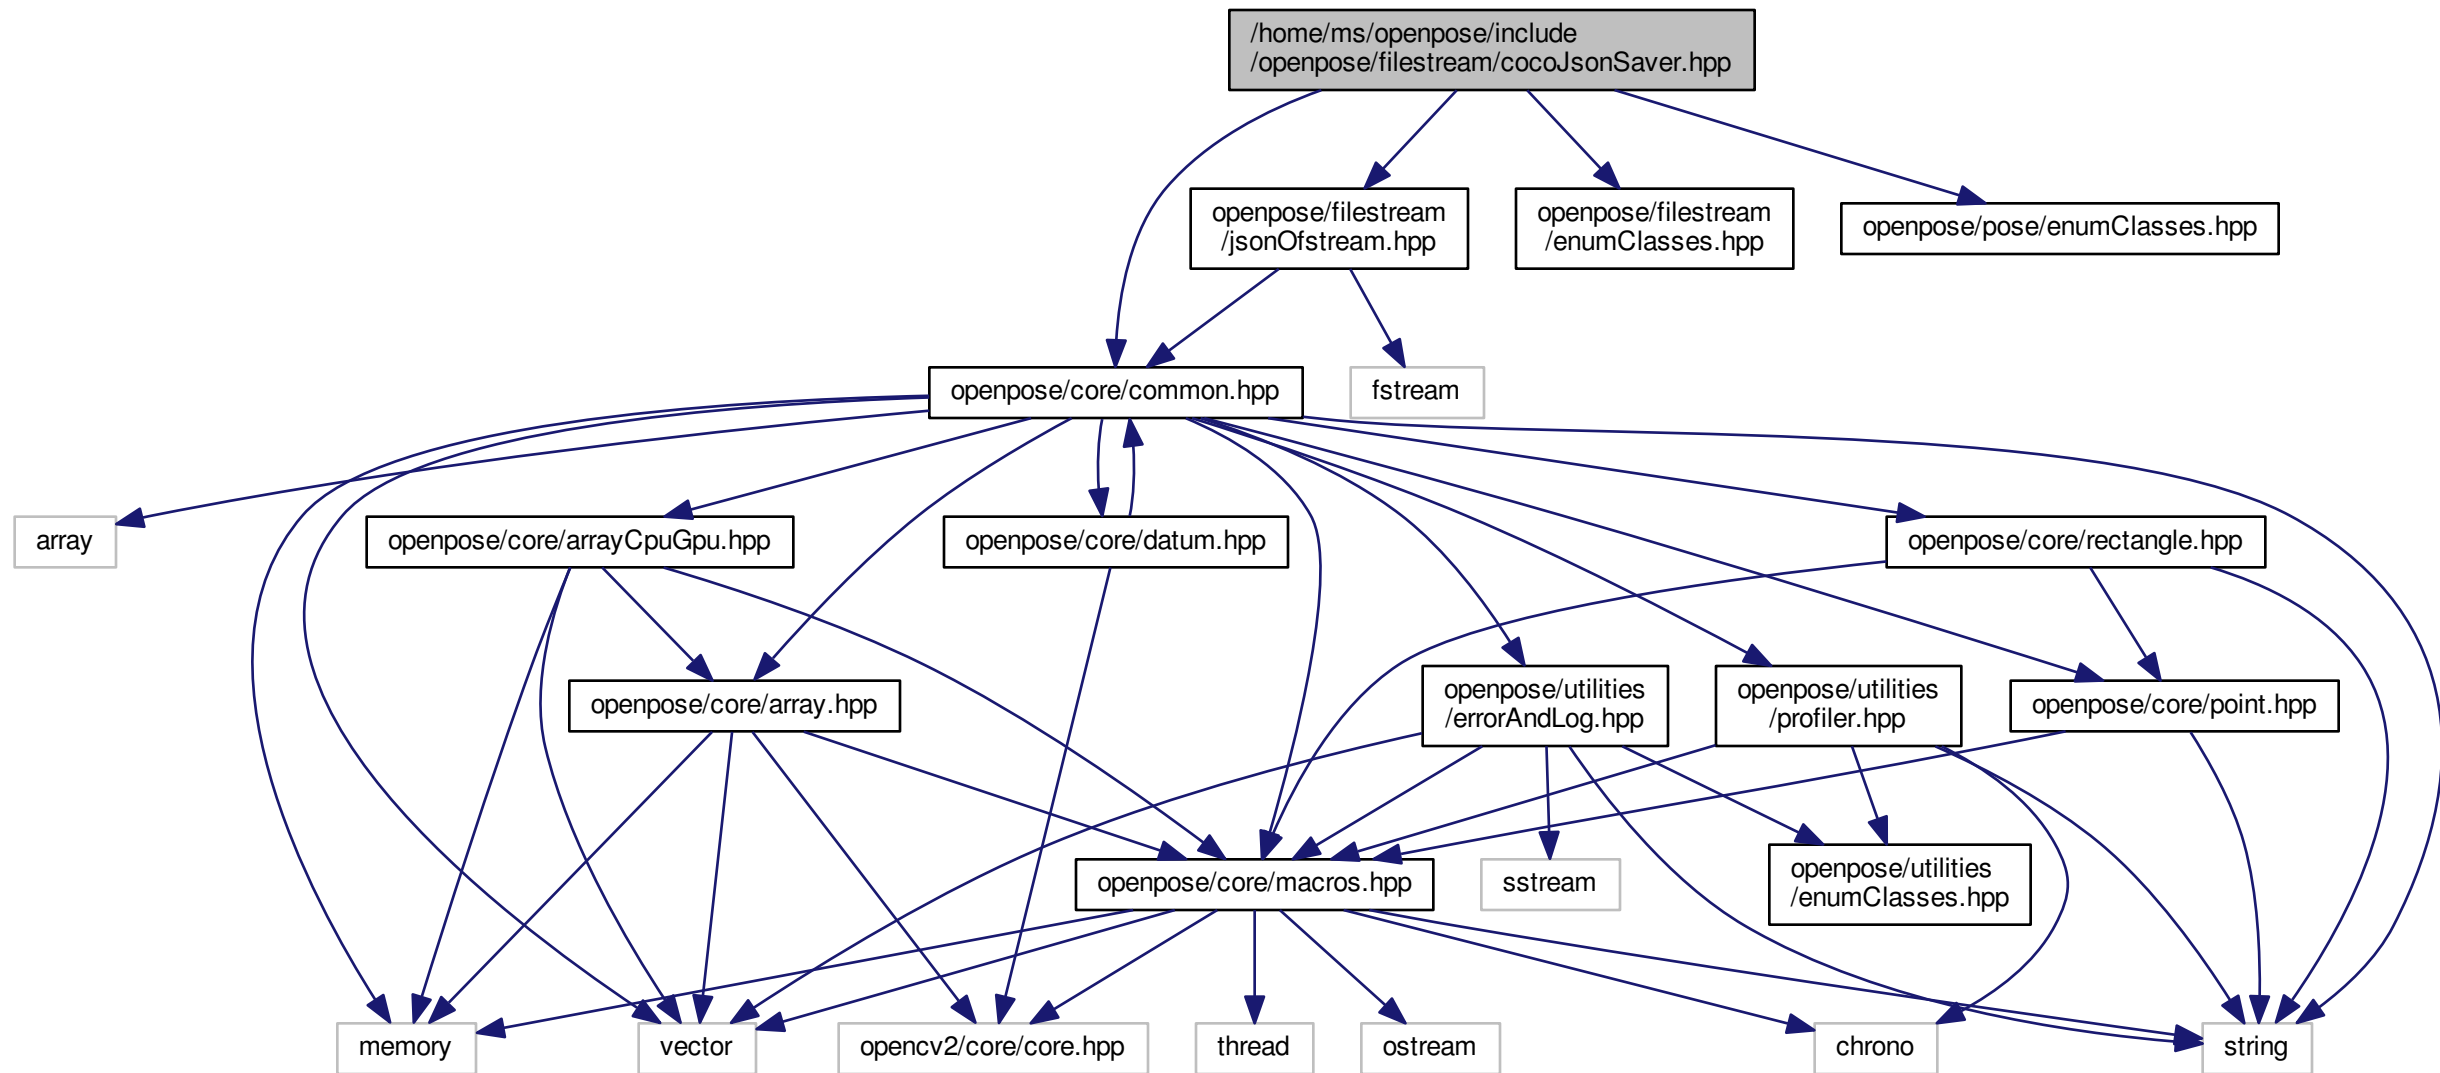 /home/ms/openpose/include
/openpose/filestream/cocoJsonSaver.hpp
openpose/filestream
/jsonOfstream.hpp
openpose/filestream
/enumClasses.hpp
openpose/pose/enumClasses.hpp
openpose/core/common.hpp
fstream
array
openpose/core/arrayCpuGpu.hpp
openpose/core/datum.hpp
openpose/core/rectangle.hpp
openpose/core/array.hpp
openpose/utilities
/errorAndLog.hpp
openpose/utilities
/profiler.hpp
openpose/core/point.hpp
openpose/core/macros.hpp
sstream
openpose/utilities
/enumClasses.hpp
memory
vector
opencv2/core/core.hpp
thread
ostream
chrono
string